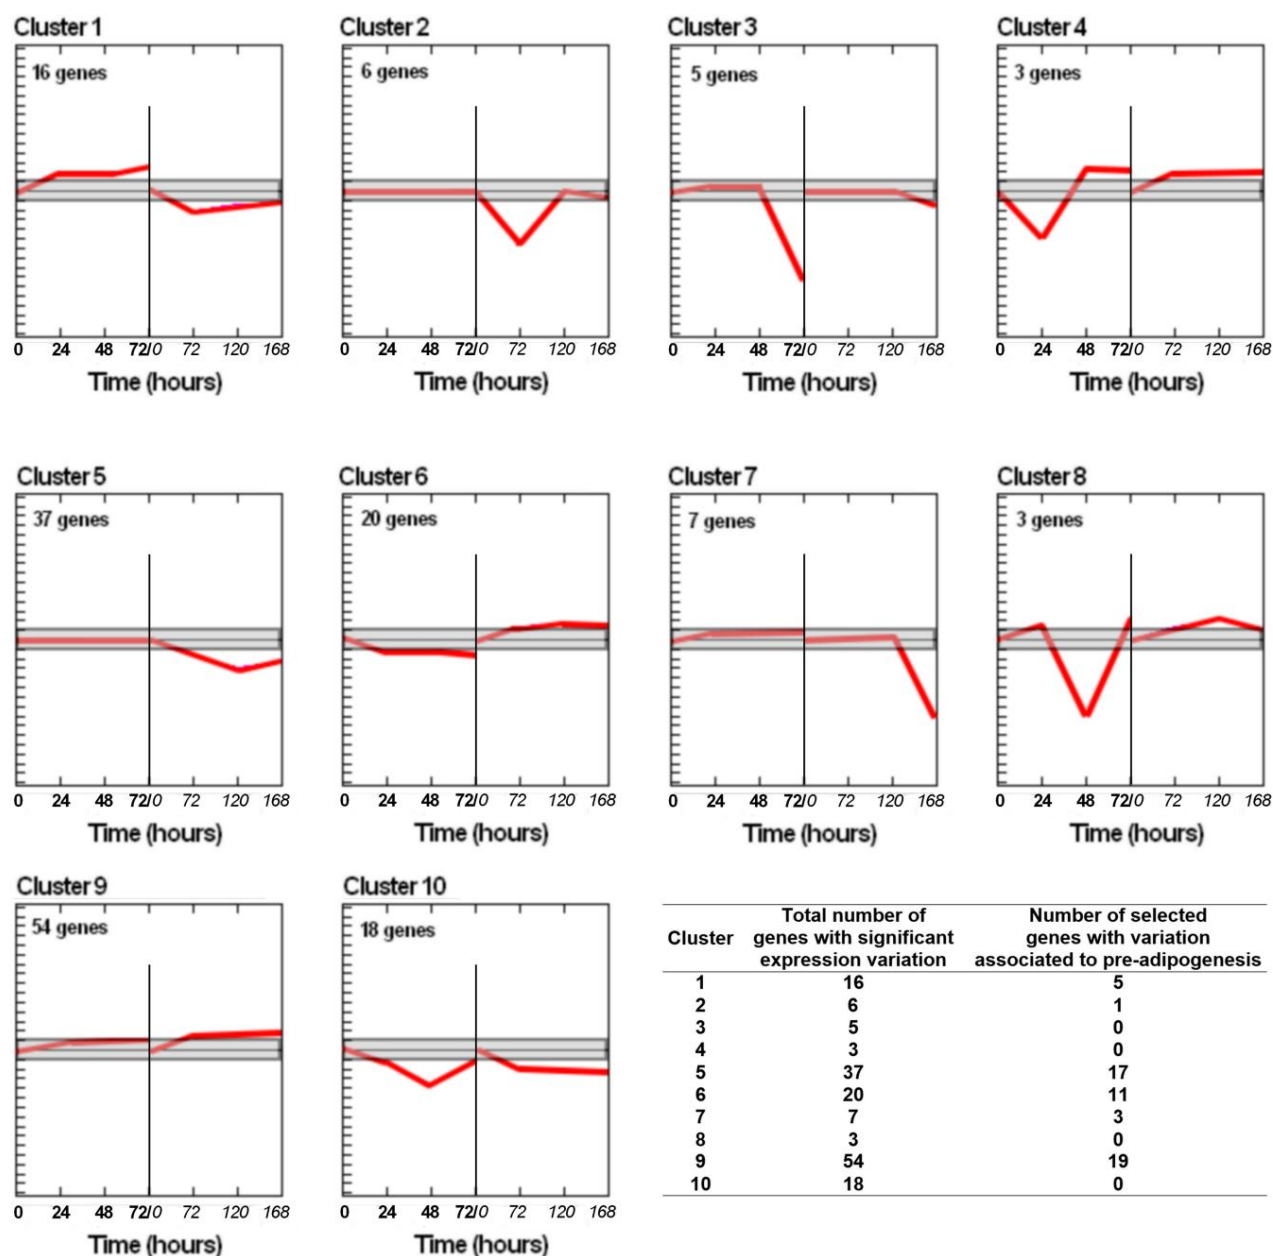 Cluster 1
Cluster 2
Cluster 3
Cluster 4
16 genes
6 genes
5 genes
3 genes
0 24 48 72/0 72 120 168
0 24 48 72/0 72 120 168
0 24 48 72/0 72 120 168
0 24 48 72/0 72 120 168
Time (hours)
Time (hours)
Time (hours)
Time (hours)
Cluster 5
Cluster 6
Cluster 7
Cluster 8
37 genes
20 genes
7 genes
3 genes
0 24 48 72/0 72 120 168
0 24 48 72/0 72 120 168
0 24 48 72/0 72 120 168
0 24 48 72/0 72 120 168
Time (hours)
Time (hours)
Time (hours)
Time (hours)
Cluster 9
Cluster 10
54 genes
18 genes
0 24 48 72/0 72 120 168
0 24 48 72/0 72 120 168
Time (hours)
Time (hours)
Cluster
Total number of
genes with significant
expression variation
Number of selected
genes with variation
associated to pre-adipogenesis
1 16 5
2 6 1
3 5 0
4 3 0
5 37 17
6 20 11
7 7 3
8 3 0
9 54 19
10 18 0